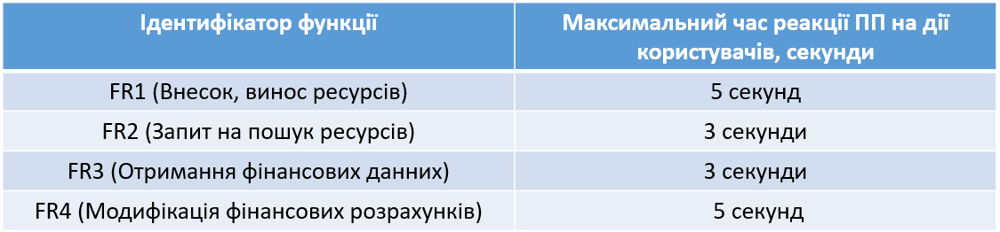 Ідентифікатор функції
Максимальний час реакції ПП на дії
користувачів, секунди
FR1 (Внесок, винос ресурсів)
5 секунд
FR2 (Запит на пошук ресурсів)
3 секунди
FR3 (Отримання фінансових данних)
3 секунди
FR4 (Модифікація фінансових розрахунків)
5 секунд